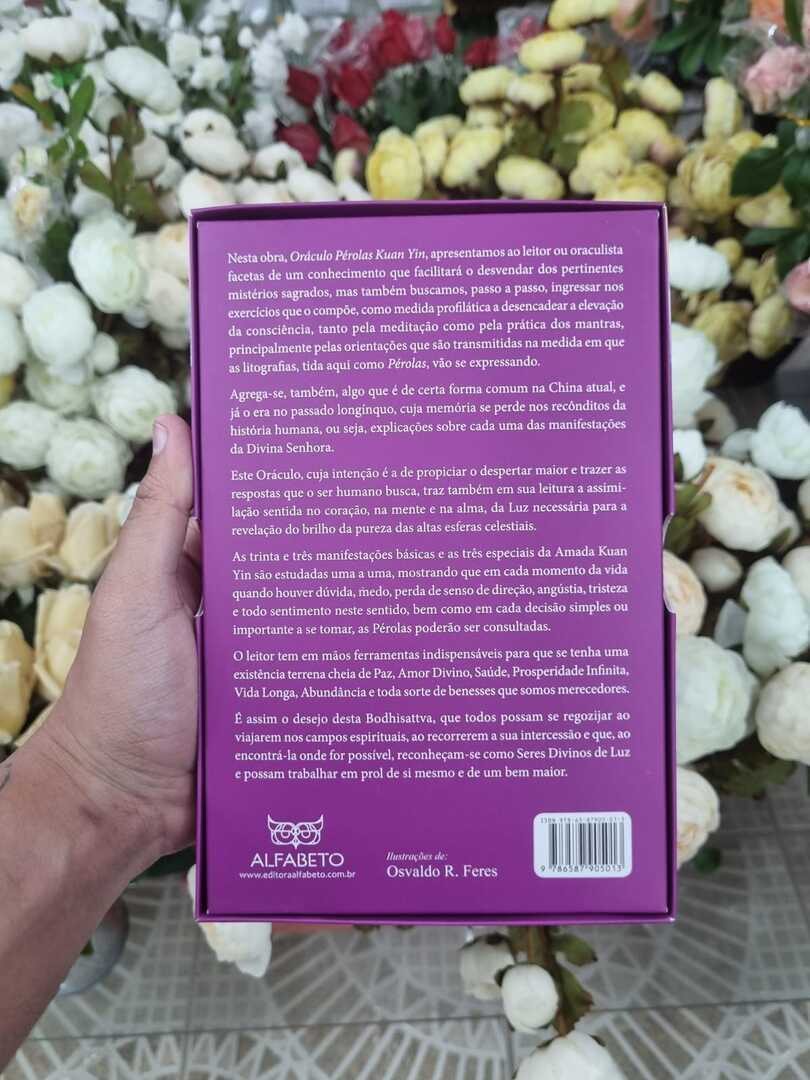 Nesta obra, Oráculo Pérolas Kuan Yin, apresentamos ao leitor ou oraculista
facetas de um conhecimento que facilitará o desvendar dos pertinentes
mistérios sagrados, mas também buscamos, passo a passo, ingressar nos
exercícios que o compõe, como medida profilática a desencadear a elevação
da consciência, tanto pela meditação como pela prática dos mantras,
principalmente pelas orientações que são transmitidas na medida em que
as litografias, tida aqui como Pérolas, vão se expressando.
Agrega-se, também, algo que é de certa forma comum na China atual, e
já o era no passado longínquo, cuja memória se perde nos recônditos da
história humana, ou seja, explicações sobre cada uma das manifestações
da Divina Senhora.
Este Oráculo, cuja intenção é a de propiciar o despertar maior e trazer as
respostas que o ser humano busca, traz também em sua leitura a assimi-
lação sentida no coração, na mente e na alma, da Luz necessária para a
revelação do brilho da pureza das altas esferas celestiais.
As trinta e três manifestações básicas e as três especiais da Amada Kuan
Yin são estudadas uma a uma, mostrando que em cada momento da vida
quando houver dúvida, medo, perda de senso de direção, angústia, tristeza
e todo sentimento neste sentido, bem como em cada decisão simples ou
importante a se tomar, as Pérolas poderão ser consultadas.
O leitor tem em mãos ferramentas indispensáveis para que se tenha uma
existência terrena cheia de Paz, Amor Divino, Saúde, Prosperidade Infinita,
Vida Longa, Abundância e toda sorte de benesses que somos merecedores.
É assim o desejo desta Bodhisattva, que todos possam se regozijar ao
viajarem nos campos espirituais, ao recorrerem a sua intercessão e que, ao
encontrá-la onde for possível, reconheçam-se como Seres Divinos de Luz
e possam trabalhar em prol de si mesmo e de um bem maior.
ALFABETO
www.editoraalfabeto.com.br
Ilustrações de:
Osvaldo R. Feres
ISBN 978-65-87905-01-3
9 786587 905013